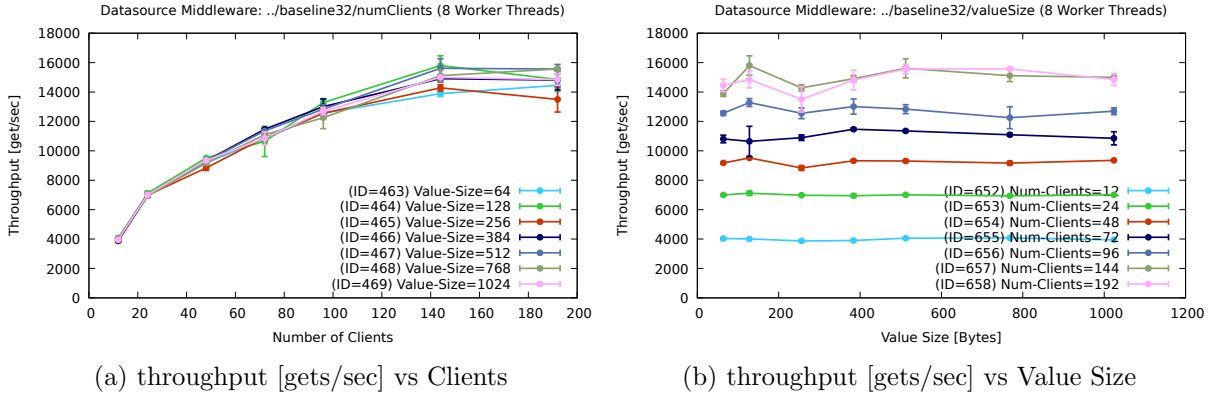 Datasource Middleware: ../baseline32/numClients (8 Worker Threads)
18000
16000
14000
12000
10000
8000
6000
4000
2000
0
Throughput [get/sec]
(ID=463) Value-Size=64
(ID=464) Value-Size=128
(ID=465) Value-Size=256
(ID=466) Value-Size=384
(ID=467) Value-Size=512
(ID=468) Value-Size=768
(ID=469) Value-Size=1024
0 20 40 60 80 100 120 140 160 180 200
Number of Clients
(a) throughput [gets/sec] vs Clients
Datasource Middleware: ../baseline32/valueSize (8 Worker Threads)
18000
16000
14000
12000
10000
8000
6000
4000
2000
0
Throughput [get/sec]
(ID=652) Num-Clients=12
(ID=653) Num-Clients=24
(ID=654) Num-Clients=48
(ID=655) Num-Clients=72
(ID=656) Num-Clients=96
(ID=657) Num-Clients=144
(ID=658) Num-Clients=192
0 200 400 600 800 1000 1200
Value Size [Bytes]
(b) throughput [gets/sec] vs Value Size